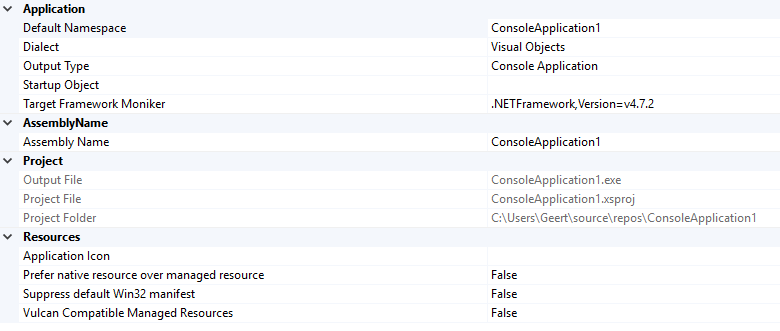 Application
Default Namespace ConsoleApplication1
Dialect Visual Objects
Output Type Console Application
Startup Object
Target Framework Moniker .NETFramework,Version=v4.7.2
AssemblyName
Assembly Name ConsoleApplication1
Project
Output File ConsoleApplication1.exe
Project File ConsoleApplication1.xsproj
Project Folder C:\Users\Geert\source\repos\ConsoleApplication1
Resources
Application Icon
Prefer native resource over managed resource False
Suppress default Win32 manifest False
Vulcan Compatible Managed Resources False